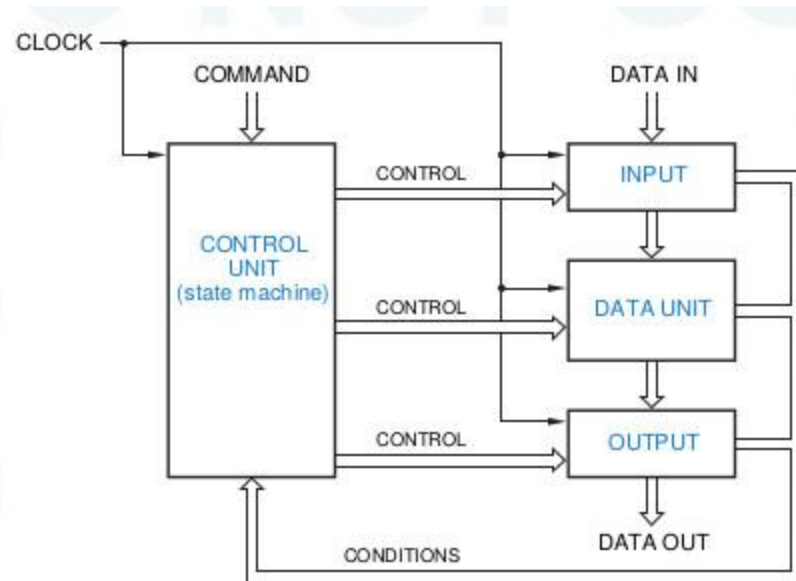 CLOCK
COMMAND
DATA IN
CONTROL
INPUT
CONTROL
UNIT
(state machine)
CONTROL
DATA UNIT
CONTROL
OUTPUT
DATA OUT
CONDITIONS